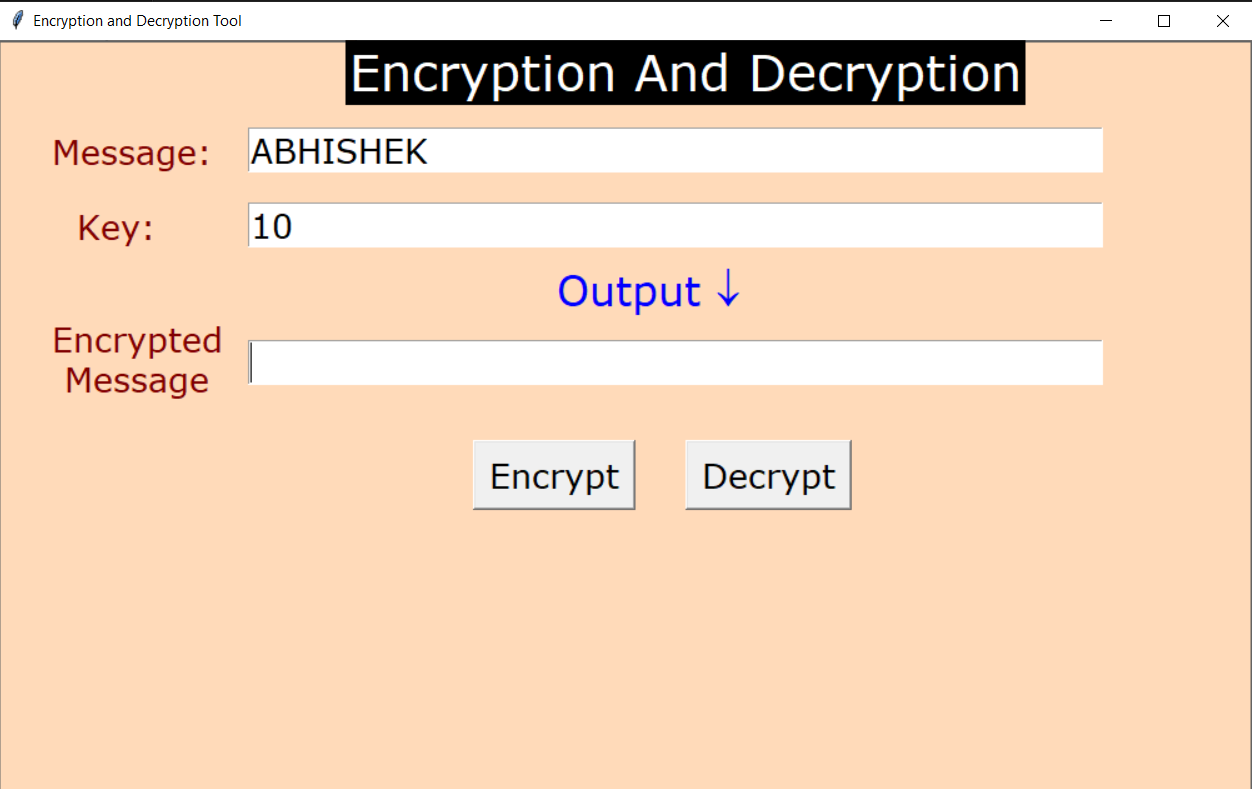 Encryption and Decryption Tool
Encryption And Decryption
Message: ABHISHEK
Key: 10
Output ↓
Encrypted
Message
Encrypt Decrypt